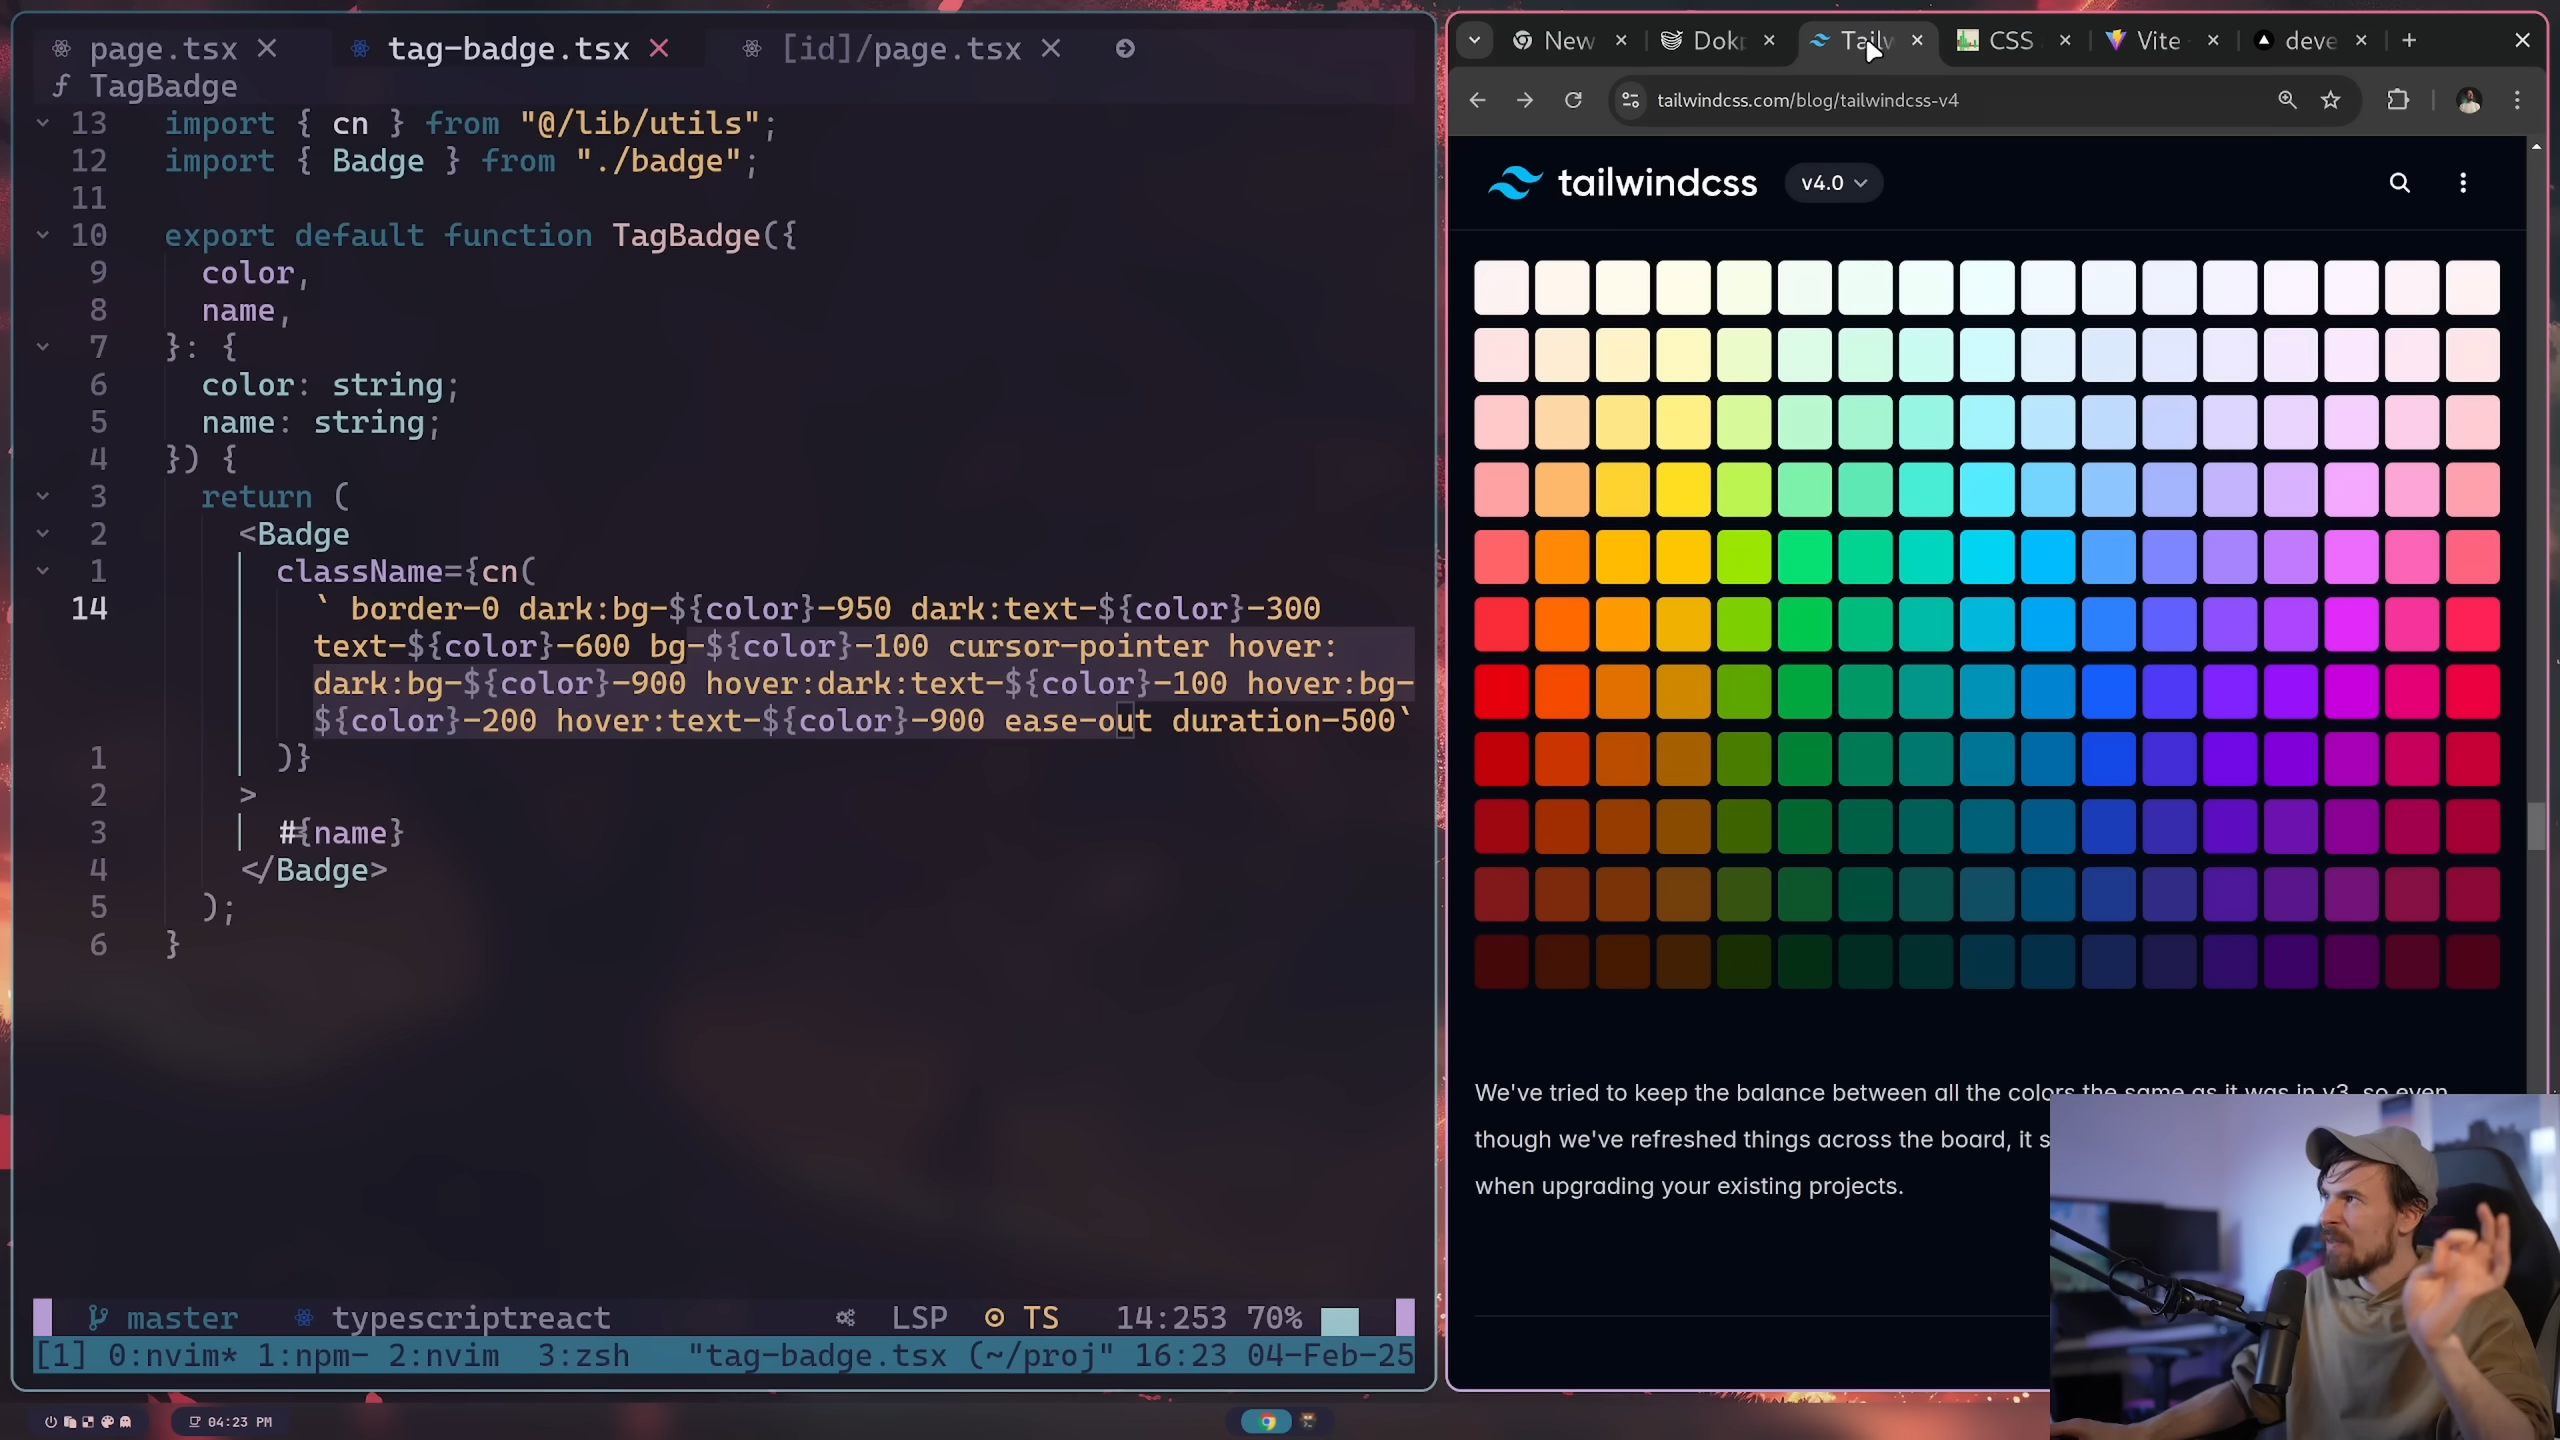 page.tsx
tag-badge.tsx
[id]/page.tsx
ƒ TagBadge
13 import { cn } from "@/lib/utils";
12 import { Badge } from "./badge";
11
10 export default function TagBadge({
9 color,
8 name,
7 }: {
6 color: string;
5 name: string;
4 }) {
3 return (
2 <Badge
1 className={cn(
14 ` border-0 dark:bg-${color}-950 dark:text-${color}-300
text-${color}-600 bg-${color}-100 cursor-pointer hover:
dark:bg-${color}-900 hover:dark:text-${color}-100 hover:bg-
${color}-200 hover:text-${color}-900 ease-out duration-500`
1 )}
2 >
3 #{name}
4 </Badge>
5 );
6 }
master typescriptreact LSP TS 14:253 70%
[1] 0:nvim* 1:npm- 2:nvim 3:zsh "tag-badge.tsx (~/proj" 16:23 04-Feb-25
04:23 PM
New
Dokp
Tailw
CSS
Vite
deve
tailwindcss.com/blog/tailwindcss-v4
tailwindcss v4.0
We've tried to keep the balance between all the colors the same as it was in v3, so even
though we've refreshed things across the board, it s
when upgrading your existing projects.